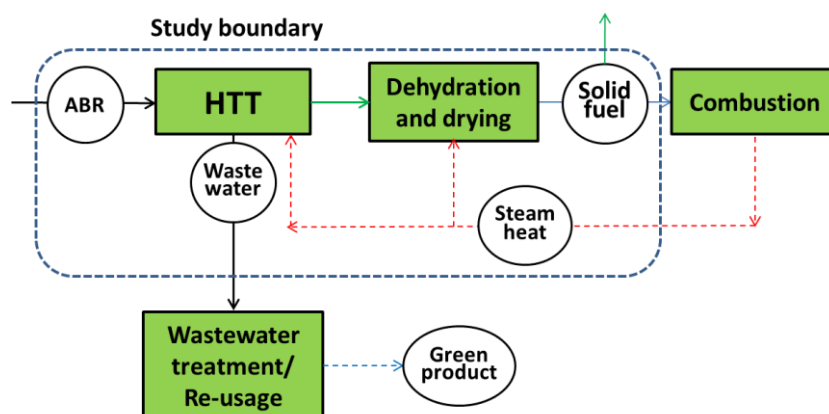 Study boundary
ABR
HTT
Dehydration
and drying
Solid
fuel
Combustion
Waste
water
Steam
heat
Wastewater
treatment/
Re-usage
Green
product